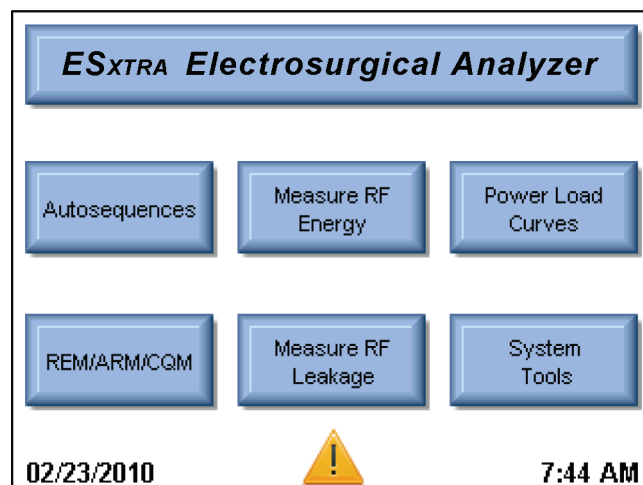 ESXTRA Electrosurgical Analyzer
Autosequences
Measure RF
Energy
Power Load
Curves
REM/ARM/CQM
Measure RF
Leakage
System
Tools
!
02/23/2010
7:44 AM